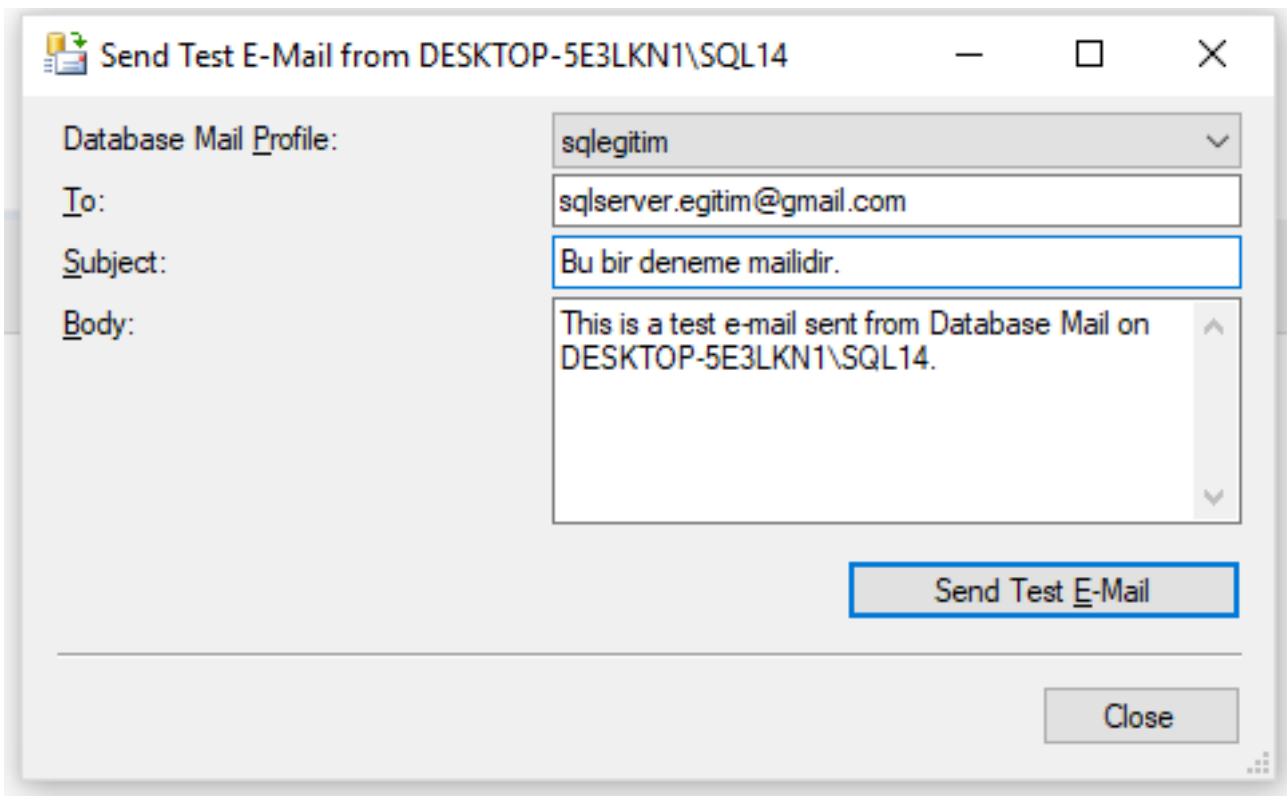 Send Test E-Mail from DESKTOP-5E3LKN1\SQL14
Database Mail Profile:
sqlegitim
To:
sqlserver.egitim@gmail.com
Subject:
Bu bir deneme mailidir.
Body:
This is a test e-mail sent from Database Mail on
DESKTOP-5E3LKN1\SQL14.
Send Test E-Mail
Close